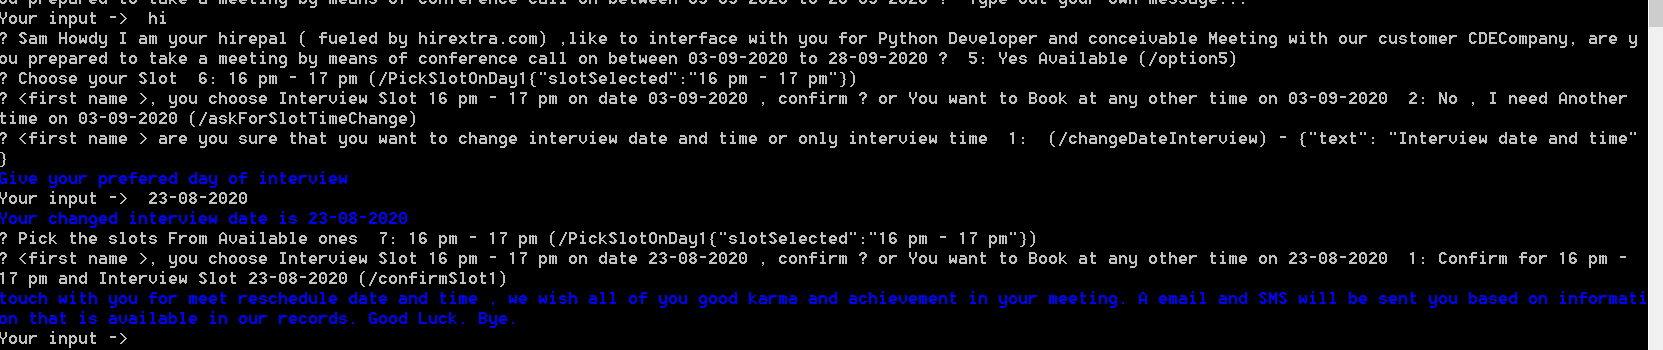 ou prepared to take a meeting by means of conference call on between 03-09-2020 to 28-09-2020 ?  Type out your own message...
Your input ->  hi
? Sam Howdy I am your hirepal ( fueled by hirextra.com) ,like to interface with you for Python Developer and conceivable Meeting with our customer CDECompany, are y
ou prepared to take a meeting by means of conference call on between 03-09-2020 to 28-09-2020 ?  5: Yes Available (/option5)
? Choose your Slot  6: 16 pm - 17 pm (/PickSlotOnDay1{"slotSelected":"16 pm - 17 pm"})
? <first name >, you choose Interview Slot 16 pm - 17 pm on date 03-09-2020 , confirm ? or You want to Book at any other time on 03-09-2020  2: No , I need Another
time on 03-09-2020 (/askForSlotTimeChange)
? <first name > are you sure that you want to change interview date and time or only interview time  1:  (/changeDateInterview) - {"text": "Interview date and time"
}
Give your prefered day of interview
Your input ->  23-08-2020
Your changed interview date is 23-08-2020
? Pick the slots From Available ones  7: 16 pm - 17 pm (/PickSlotOnDay1{"slotSelected":"16 pm - 17 pm"})
? <first name >, you choose Interview Slot 16 pm - 17 pm on date 23-08-2020 , confirm ? or You want to Book at any other time on 23-08-2020  1: Confirm for 16 pm -
17 pm and Interview Slot 23-08-2020 (/confirmSlot1)
touch with you for meet reschedule date and time , we wish all of you good karma and achievement in your meeting. A email and SMS will be sent you based on informati
on that is available in our records. Good Luck. Bye.
Your input ->